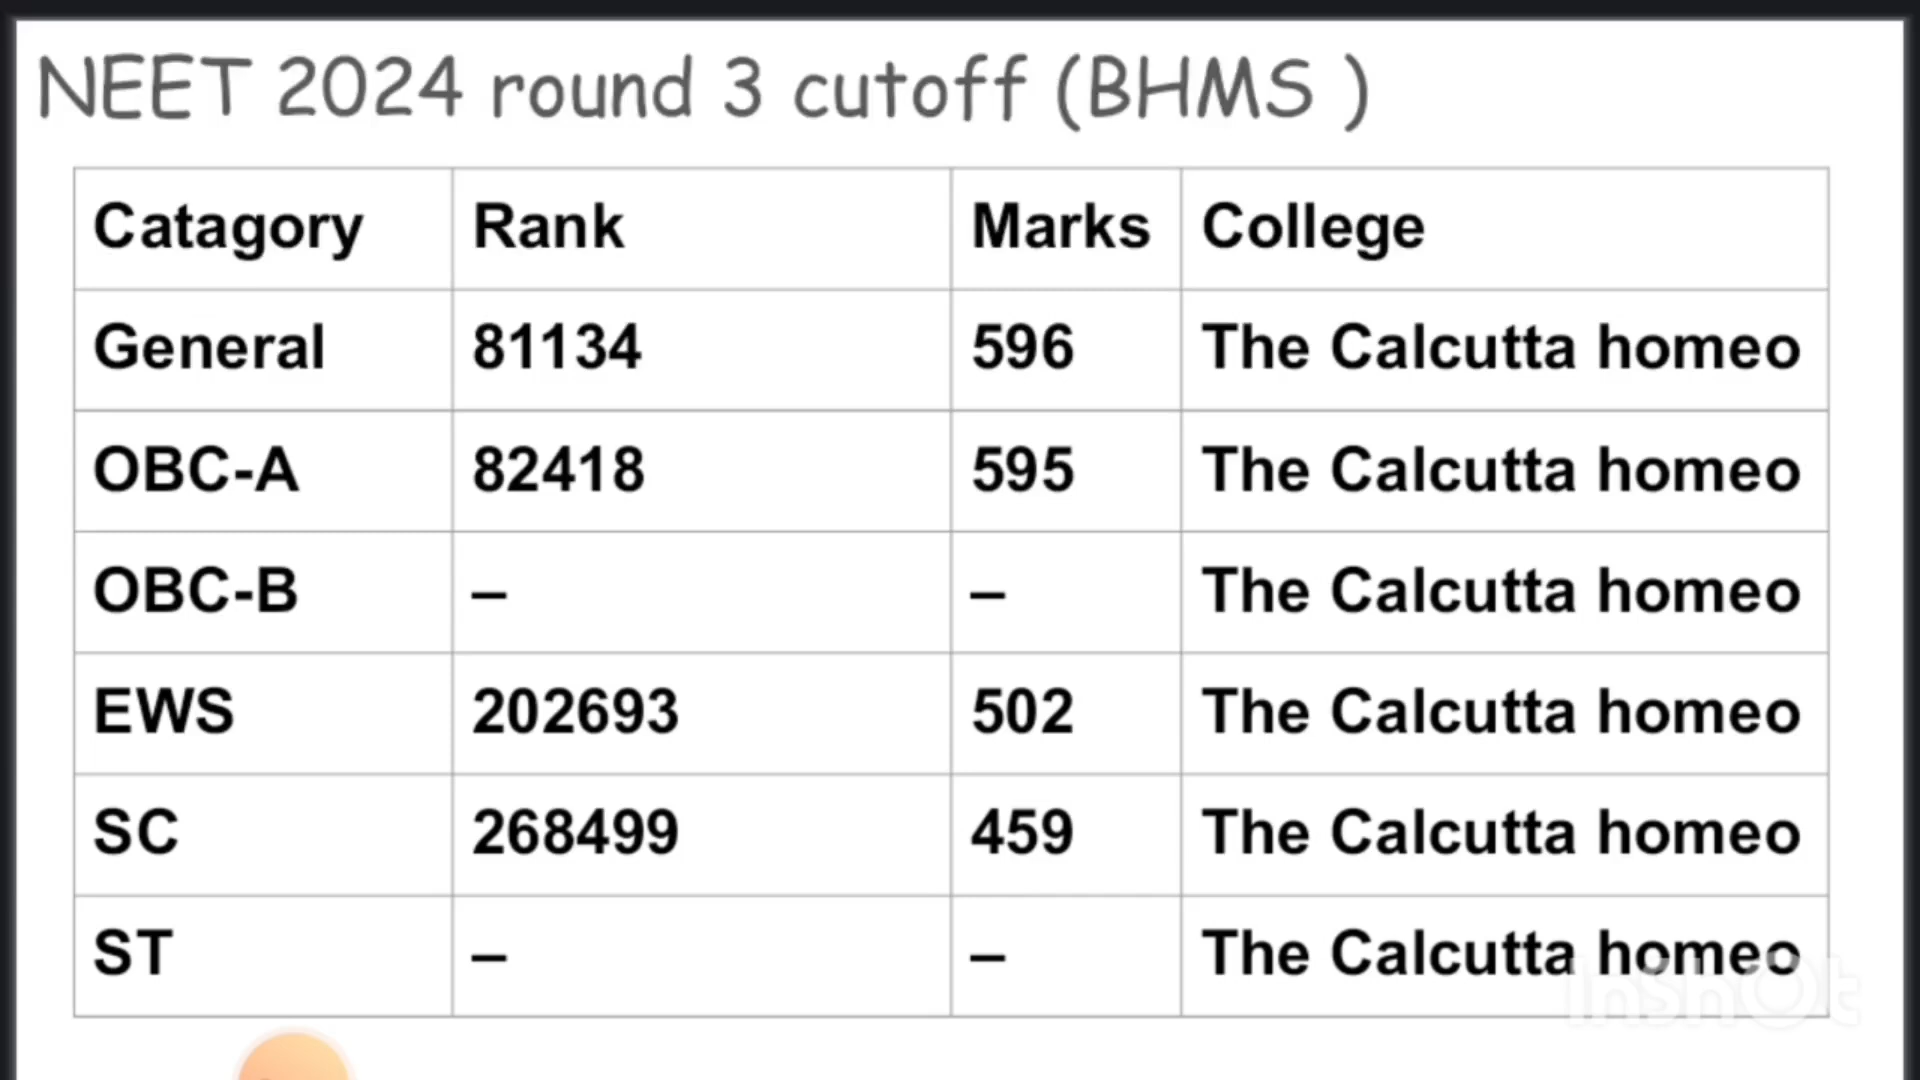 NEET 2024 round 3 cutoff (BHMS )
Catagory Rank Marks College
General 81134 596 The Calcutta homeo
OBC-A 82418 595 The Calcutta homeo
OBC-B – – The Calcutta homeo
EWS 202693 502 The Calcutta homeo
SC 268499 459 The Calcutta homeo
ST – – The Calcutta homeo
InShOt